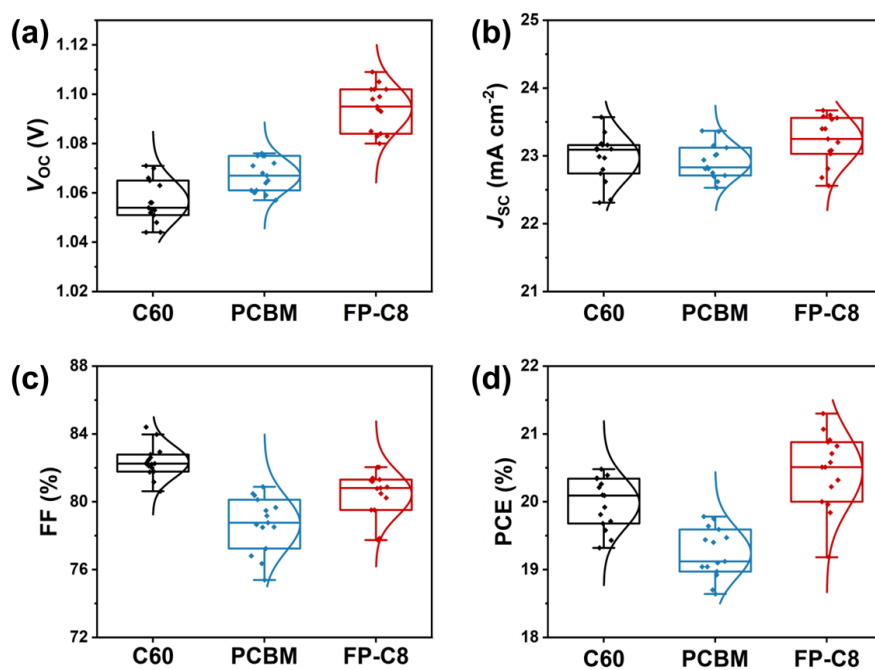 (a)
1.12
1.10
1.08
1.06
1.04
1.02
V_OC (V)
C60 PCBM FP-C8
(b)
25
24
23
22
21
J_SC (mA cm⁻²)
C60 PCBM FP-C8
(c)
88
84
80
76
72
FF (%)
C60 PCBM FP-C8
(d)
22
21
20
19
18
PCE (%)
C60 PCBM FP-C8